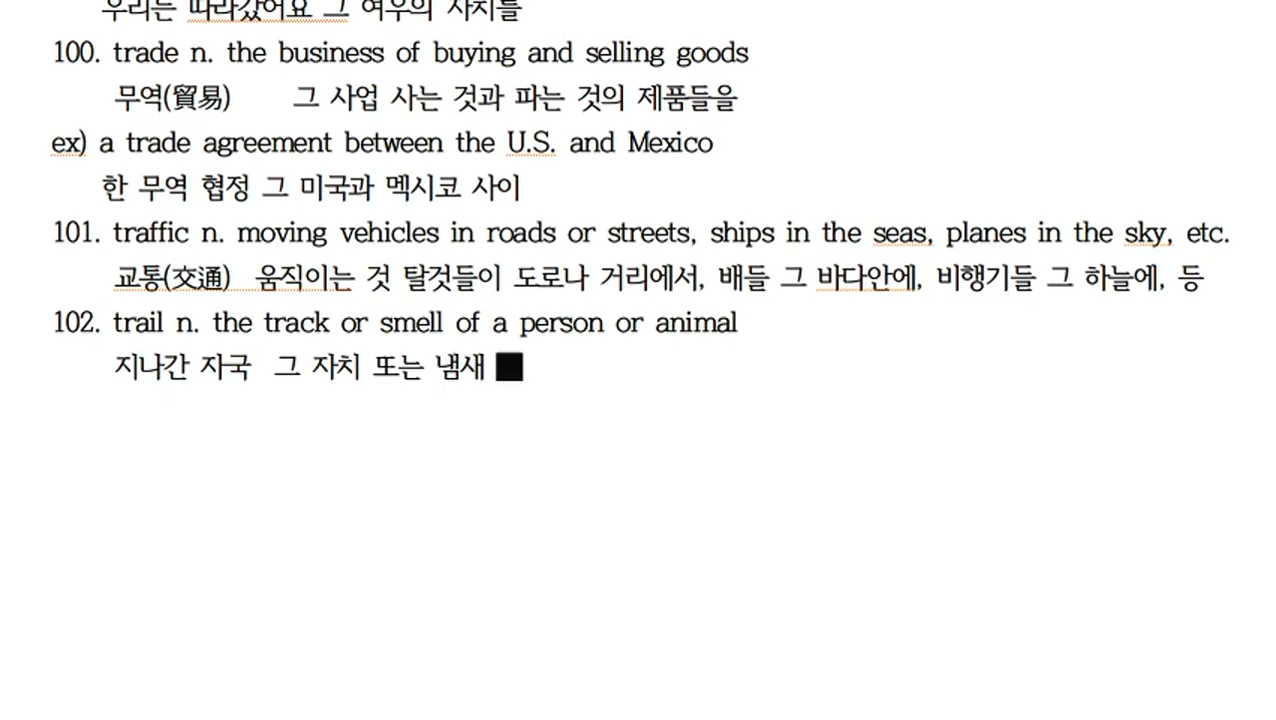 우리는 따라갔어요 그 여우의 자취를
100. trade n. the business of buying and selling goods
무역(貿易) 그 사업 사는 것과 파는 것의 제품들을
ex) a trade agreement between the U.S. and Mexico
한 무역 협정 그 미국과 멕시코 사이
101. traffic n. moving vehicles in roads or streets, ships in the seas, planes in the sky, etc.
교통(交通) 움직이는 것 탈것들이 도로나 거리에서, 배들 그 바다안에, 비행기들 그 하늘에, 등
102. trail n. the track or smell of a person or animal
지나간 자국 그 자치 또는 냄새